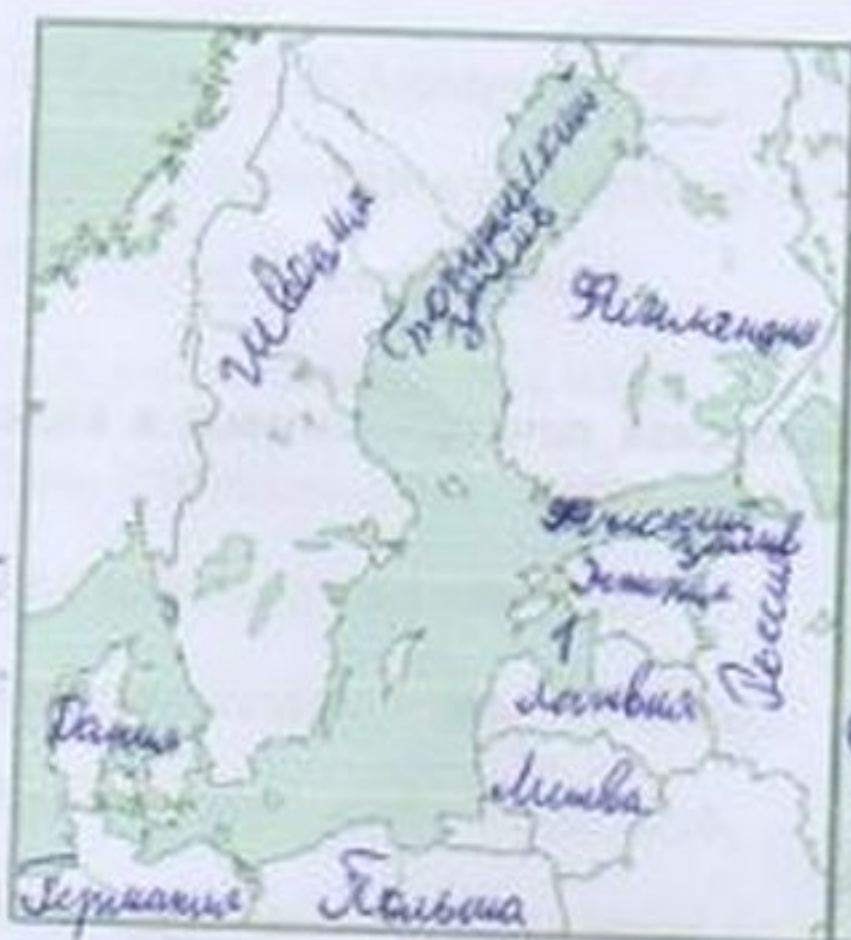 Швеция
Ботнический
залив
Финляндия
Финский
залив
Эстония
Россия
1
Латвия
Дания
Литва
Германия
Польша